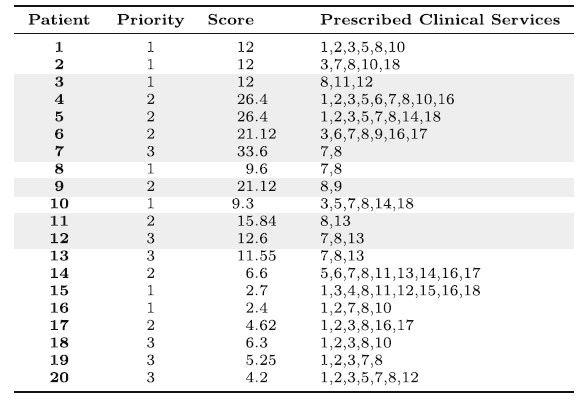 Patient Priority Score Prescribed Clinical Services
1 1 12 1,2,3,5,8,10
2 1 12 3,7,8,10,18
3 1 12 8,11,12
4 2 26.4 1,2,3,5,6,7,8,10,16
5 2 26.4 1,2,3,5,7,8,14,18
6 2 21.12 3,6,7,8,9,16,17
7 3 33.6 7,8
8 1 9.6 7,8
9 2 21.12 8,9
10 1 9.3 3,5,7,8,14,18
11 2 15.84 8,13
12 3 12.6 7,8,13
13 3 11.55 7,8,13
14 2 6.6 5,6,7,8,11,13,14,16,17
15 1 2.7 1,3,4,8,11,12,15,16,18
16 1 2.4 1,2,7,8,10
17 2 4.62 1,2,3,8,16,17
18 3 6.3 1,2,3,8,10
19 3 5.25 1,2,3,7,8
20 3 4.2 1,2,3,5,7,8,12